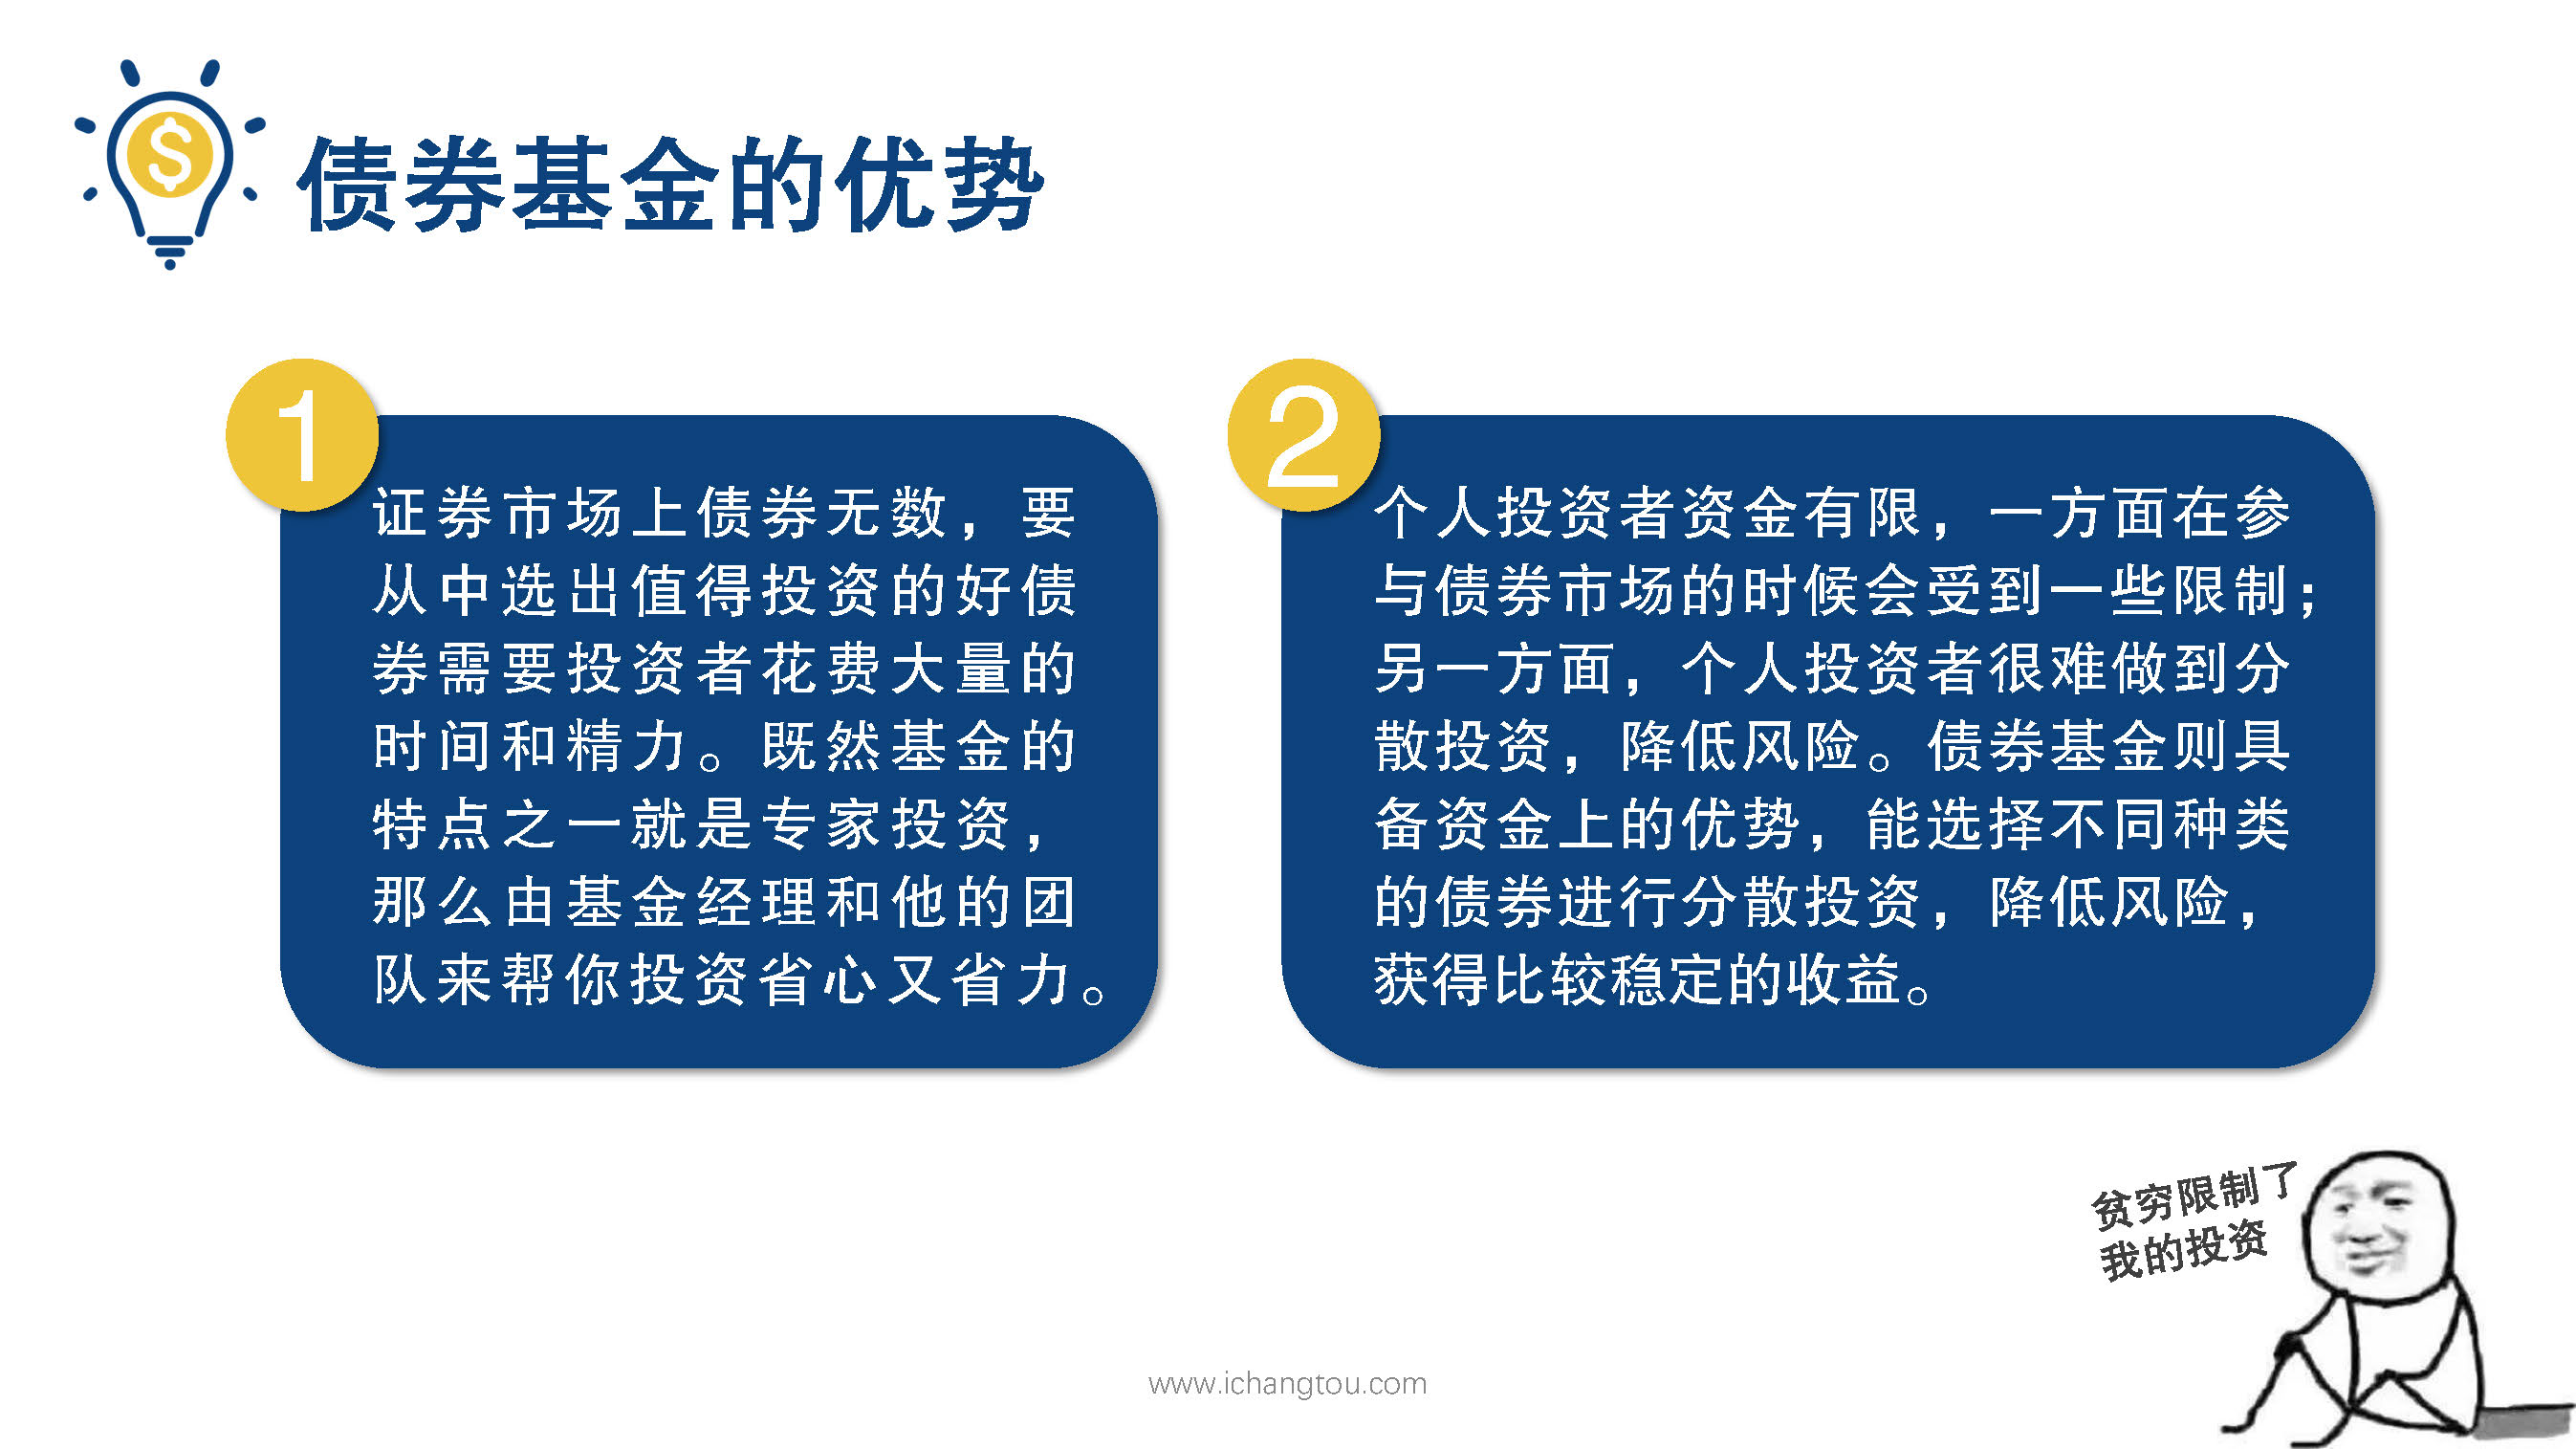 债券基金的优势
1
证券市场上债券无数，要
从中选出值得投资的好债
券需要投资者花费大量的
时间和精力。既然基金的
特点之一就是专家投资，
那么由基金经理和他的团
队来帮你投资省心又省力。
2
个人投资者资金有限，一方面在参
与债券市场的时候会受到一些限制；
另一方面，个人投资者很难做到分
散投资，降低风险。债券基金则具
备资金上的优势，能选择不同种类
的债券进行分散投资，降低风险，
获得比较稳定的收益。
贫穷限制了
我的投资
www.ichangtou.com